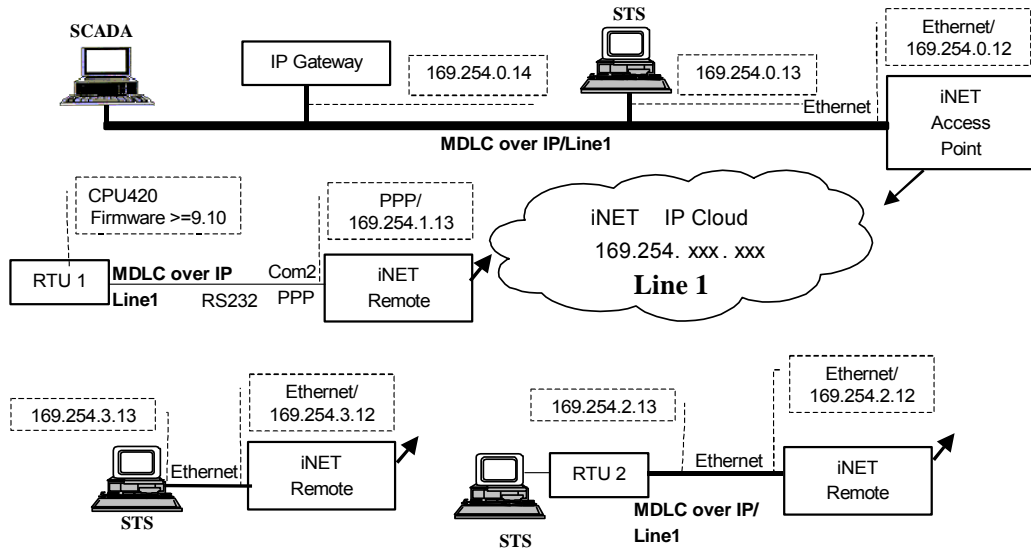 SCADA
STS
Ethernet/
169.254.0.12
IP Gateway
169.254.0.14
169.254.0.13
Ethernet
iNET
Access
Point
MDLC over IP/Line1
CPU420
Firmware >=9.10
PPP/
169.254.1.13
iNET IP Cloud
169.254. xxx . xxx
Line 1
RTU 1
MDLC over IP
Line1
RS232
Com2
PPP
iNET
Remote
169.254.3.13
Ethernet/
169.254.3.12
Ethernet
iNET
Remote
STS
169.254.2.13
Ethernet/
169.254.2.12
RTU 2
Ethernet
iNET
Remote
MDLC over IP/
Line1
STS